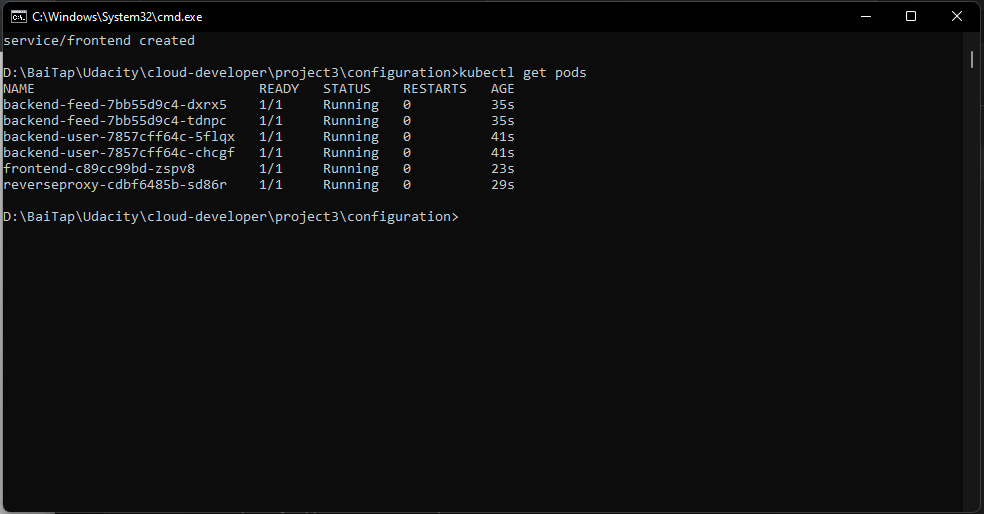 C:\Windows\System32\cmd.exe
service/frontend created
D:\BaiTap\Udacity\cloud-developer\project3\configuration>kubectl get pods
NAME READY STATUS RESTARTS AGE
backend-feed-7bb55d9c4-dxrx5 1/1 Running 0 35s
backend-feed-7bb55d9c4-tdnpc 1/1 Running 0 35s
backend-user-7857cff64c-5flqx 1/1 Running 0 41s
backend-user-7857cff64c-chcgf 1/1 Running 0 41s
frontend-c89cc99bd-zspv8 1/1 Running 0 23s
reverseproxy-cdbf6485b-sd86r 1/1 Running 0 29s
D:\BaiTap\Udacity\cloud-developer\project3\configuration>